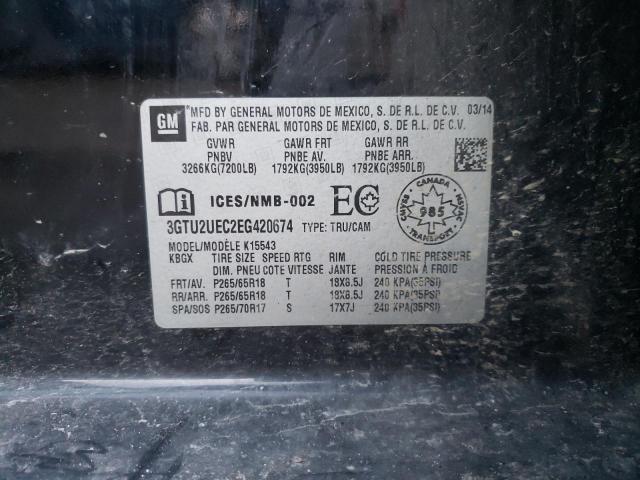 GM
*MFD BY GENERAL MOTORS DE MEXICO, S. DE R.L. DE C.V. 03/14
FAB. PAR GENERAL MOTORS DE MEXICO, S. DE R.L. DE C.V.
GVWR GAWR FRT GAWR RR
PNBV PNBE AV. PNBE ARR.
3266KG(7200LB) 1792KG(3950LB) 1792KG(3950LB)
ICES/NMB-002 EC
CANADA
985
TRANSPORT
3GTU2UEC2EG420674 TYPE: TRU/CAM
MODEL/MODÈLE K15543
KBGX TIRE SIZE SPEED RTG RIM COLD TIRE PRESSURE
DIM. PNEU COTE VITESSE JANTE PRESSION À FROID
FRT/AV. P265/65R18 T 18X8.5J 240 KPA(35PSI)
RR/ARR. P265/65R18 T 18X8.5J 240 KPA(35PSI)
SPA/SOS P265/70R17 S 17X7J 240 KPA(35PSI)